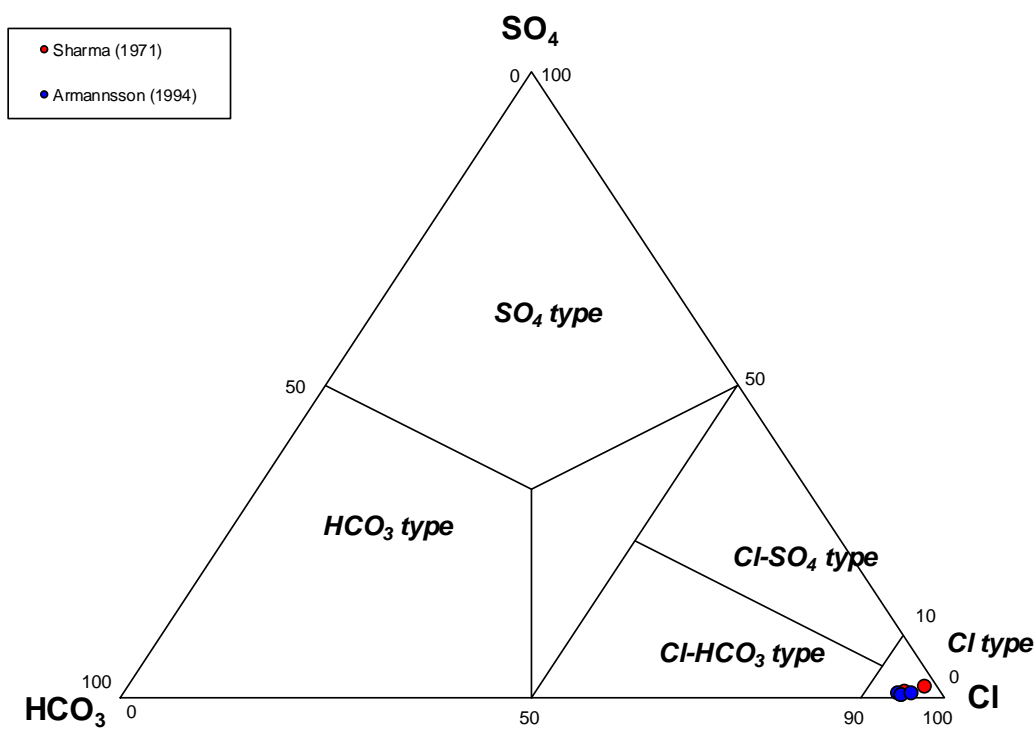 SO₄
Sharma (1971)
0 100
Armannsson (1994)
SO₄ type
50
50
HCO₃ type
Cl-SO₄ type
10
Cl type
Cl-HCO₃ type
0
100
Cl
HCO₃
0
50
90
100